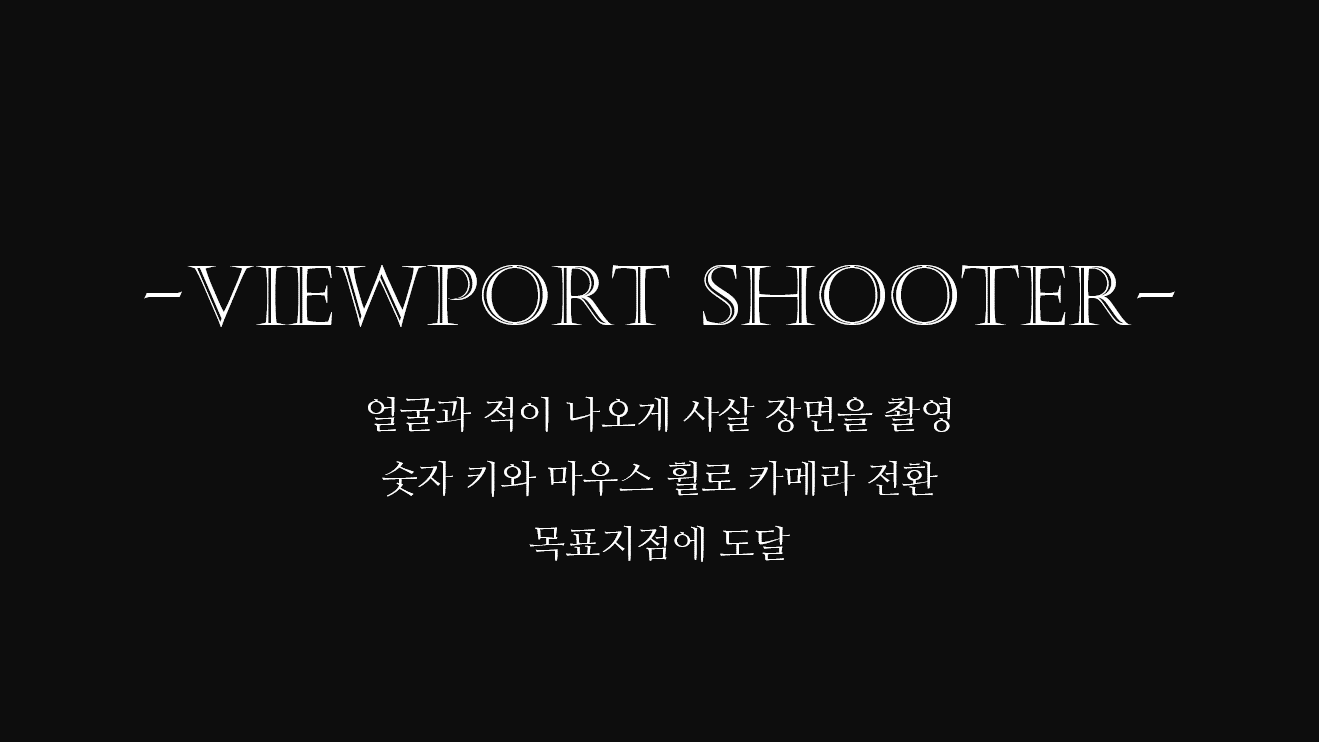 -VIEWPORT SHOOTER-
얼굴과 적이 나오게 사살 장면을 촬영
숫자 키와 마우스 휠로 카메라 전환
목표지점에 도달